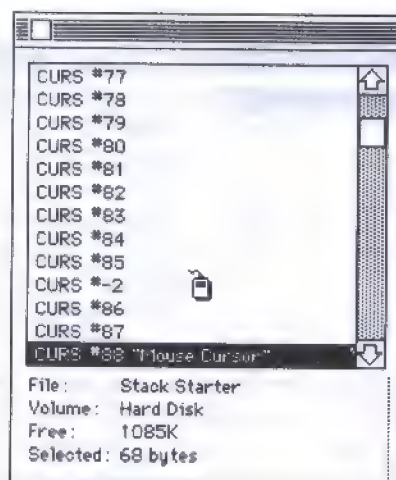 CURS #77
CURS #78
CURS #79
CURS #80
CURS #81
CURS #82
CURS #83
CURS #84
CURS #85
CURS #-2
CURS #86
CURS #87
CURS #88 "Mouse Cursor"
File: Stack Starter
Volume: Hard Disk
Free: 1085K
Selected: 68 bytes